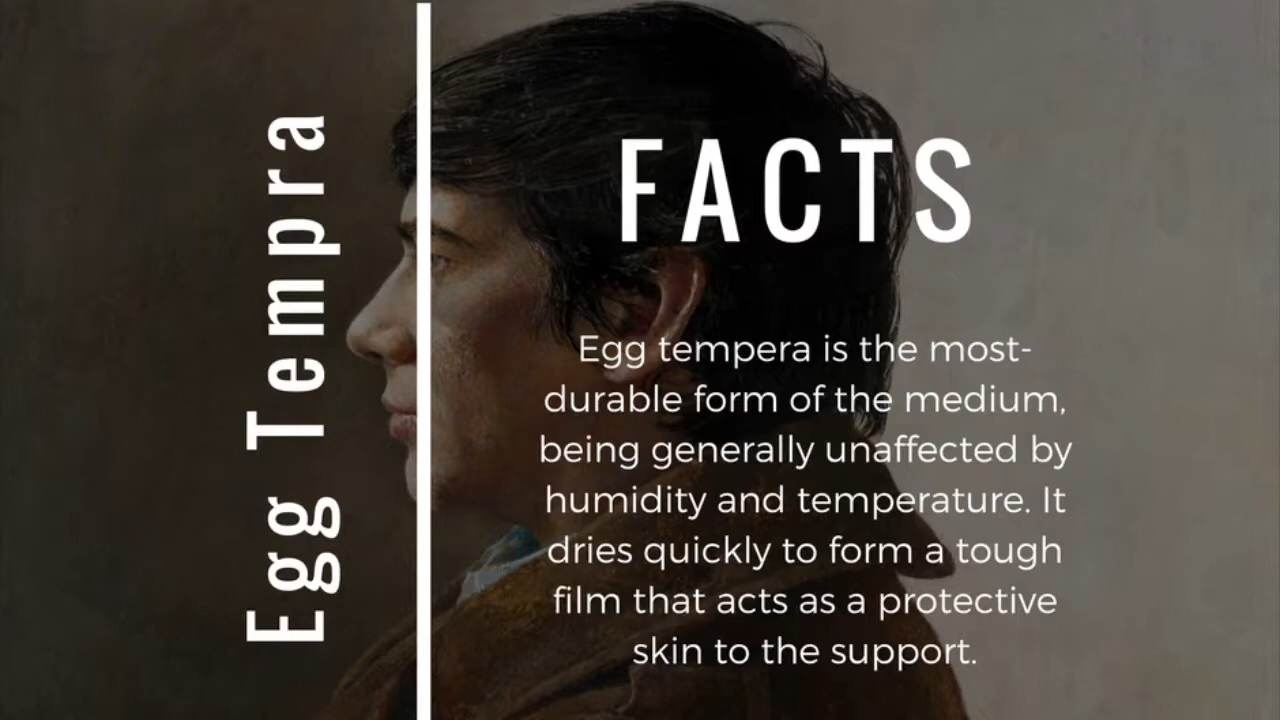 Egg Tempra
FACTS
Egg tempera is the most-
durable form of the medium,
being generally unaffected by
humidity and temperature. It
dries quickly to form a tough
film that acts as a protective
skin to the support.